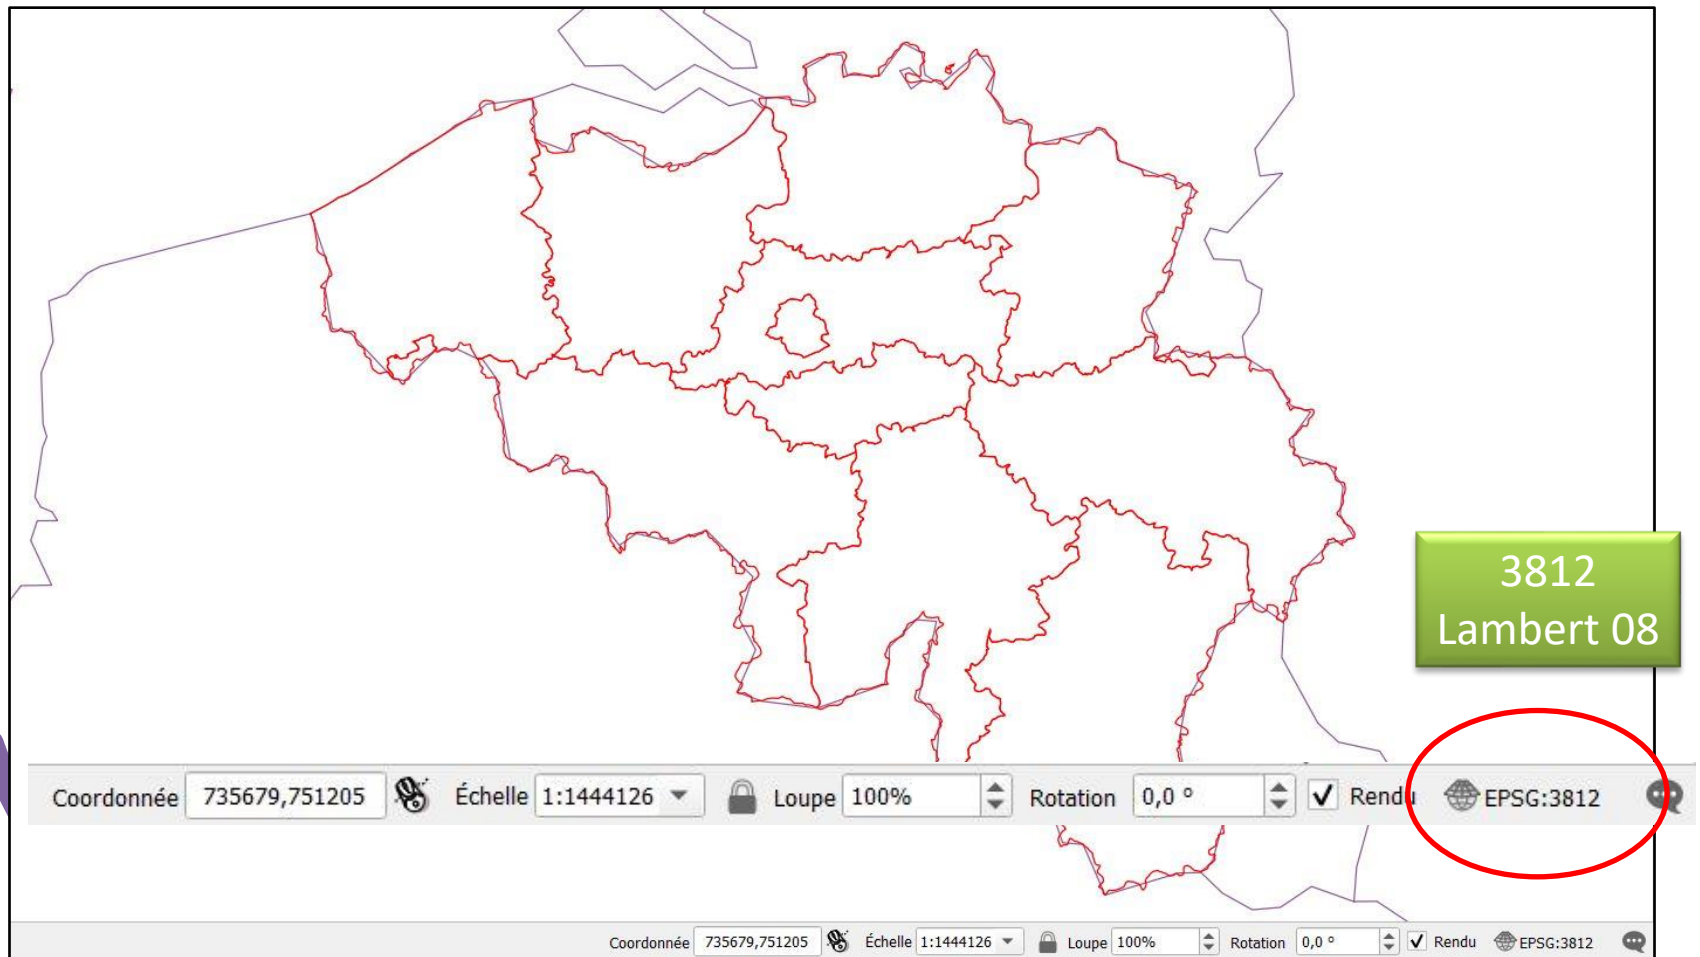 3812
Lambert 08
Coordonnée 735679,751205 Échelle 1:1444126 Loupe 100% Rotation 0,0 ° Rendu EPSG:3812
Coordonnée 735679,751205 Échelle 1:1444126 Loupe 100% Rotation 0,0 ° Rendu EPSG:3812